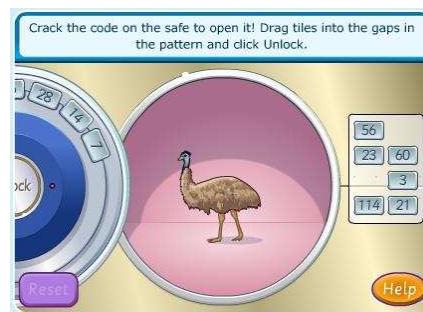 Crack the code on the safe to open it! Drag tiles into the gaps in
the pattern and click Unlock.
28
14
7
56
23 60
3
114 21
Reset
Help